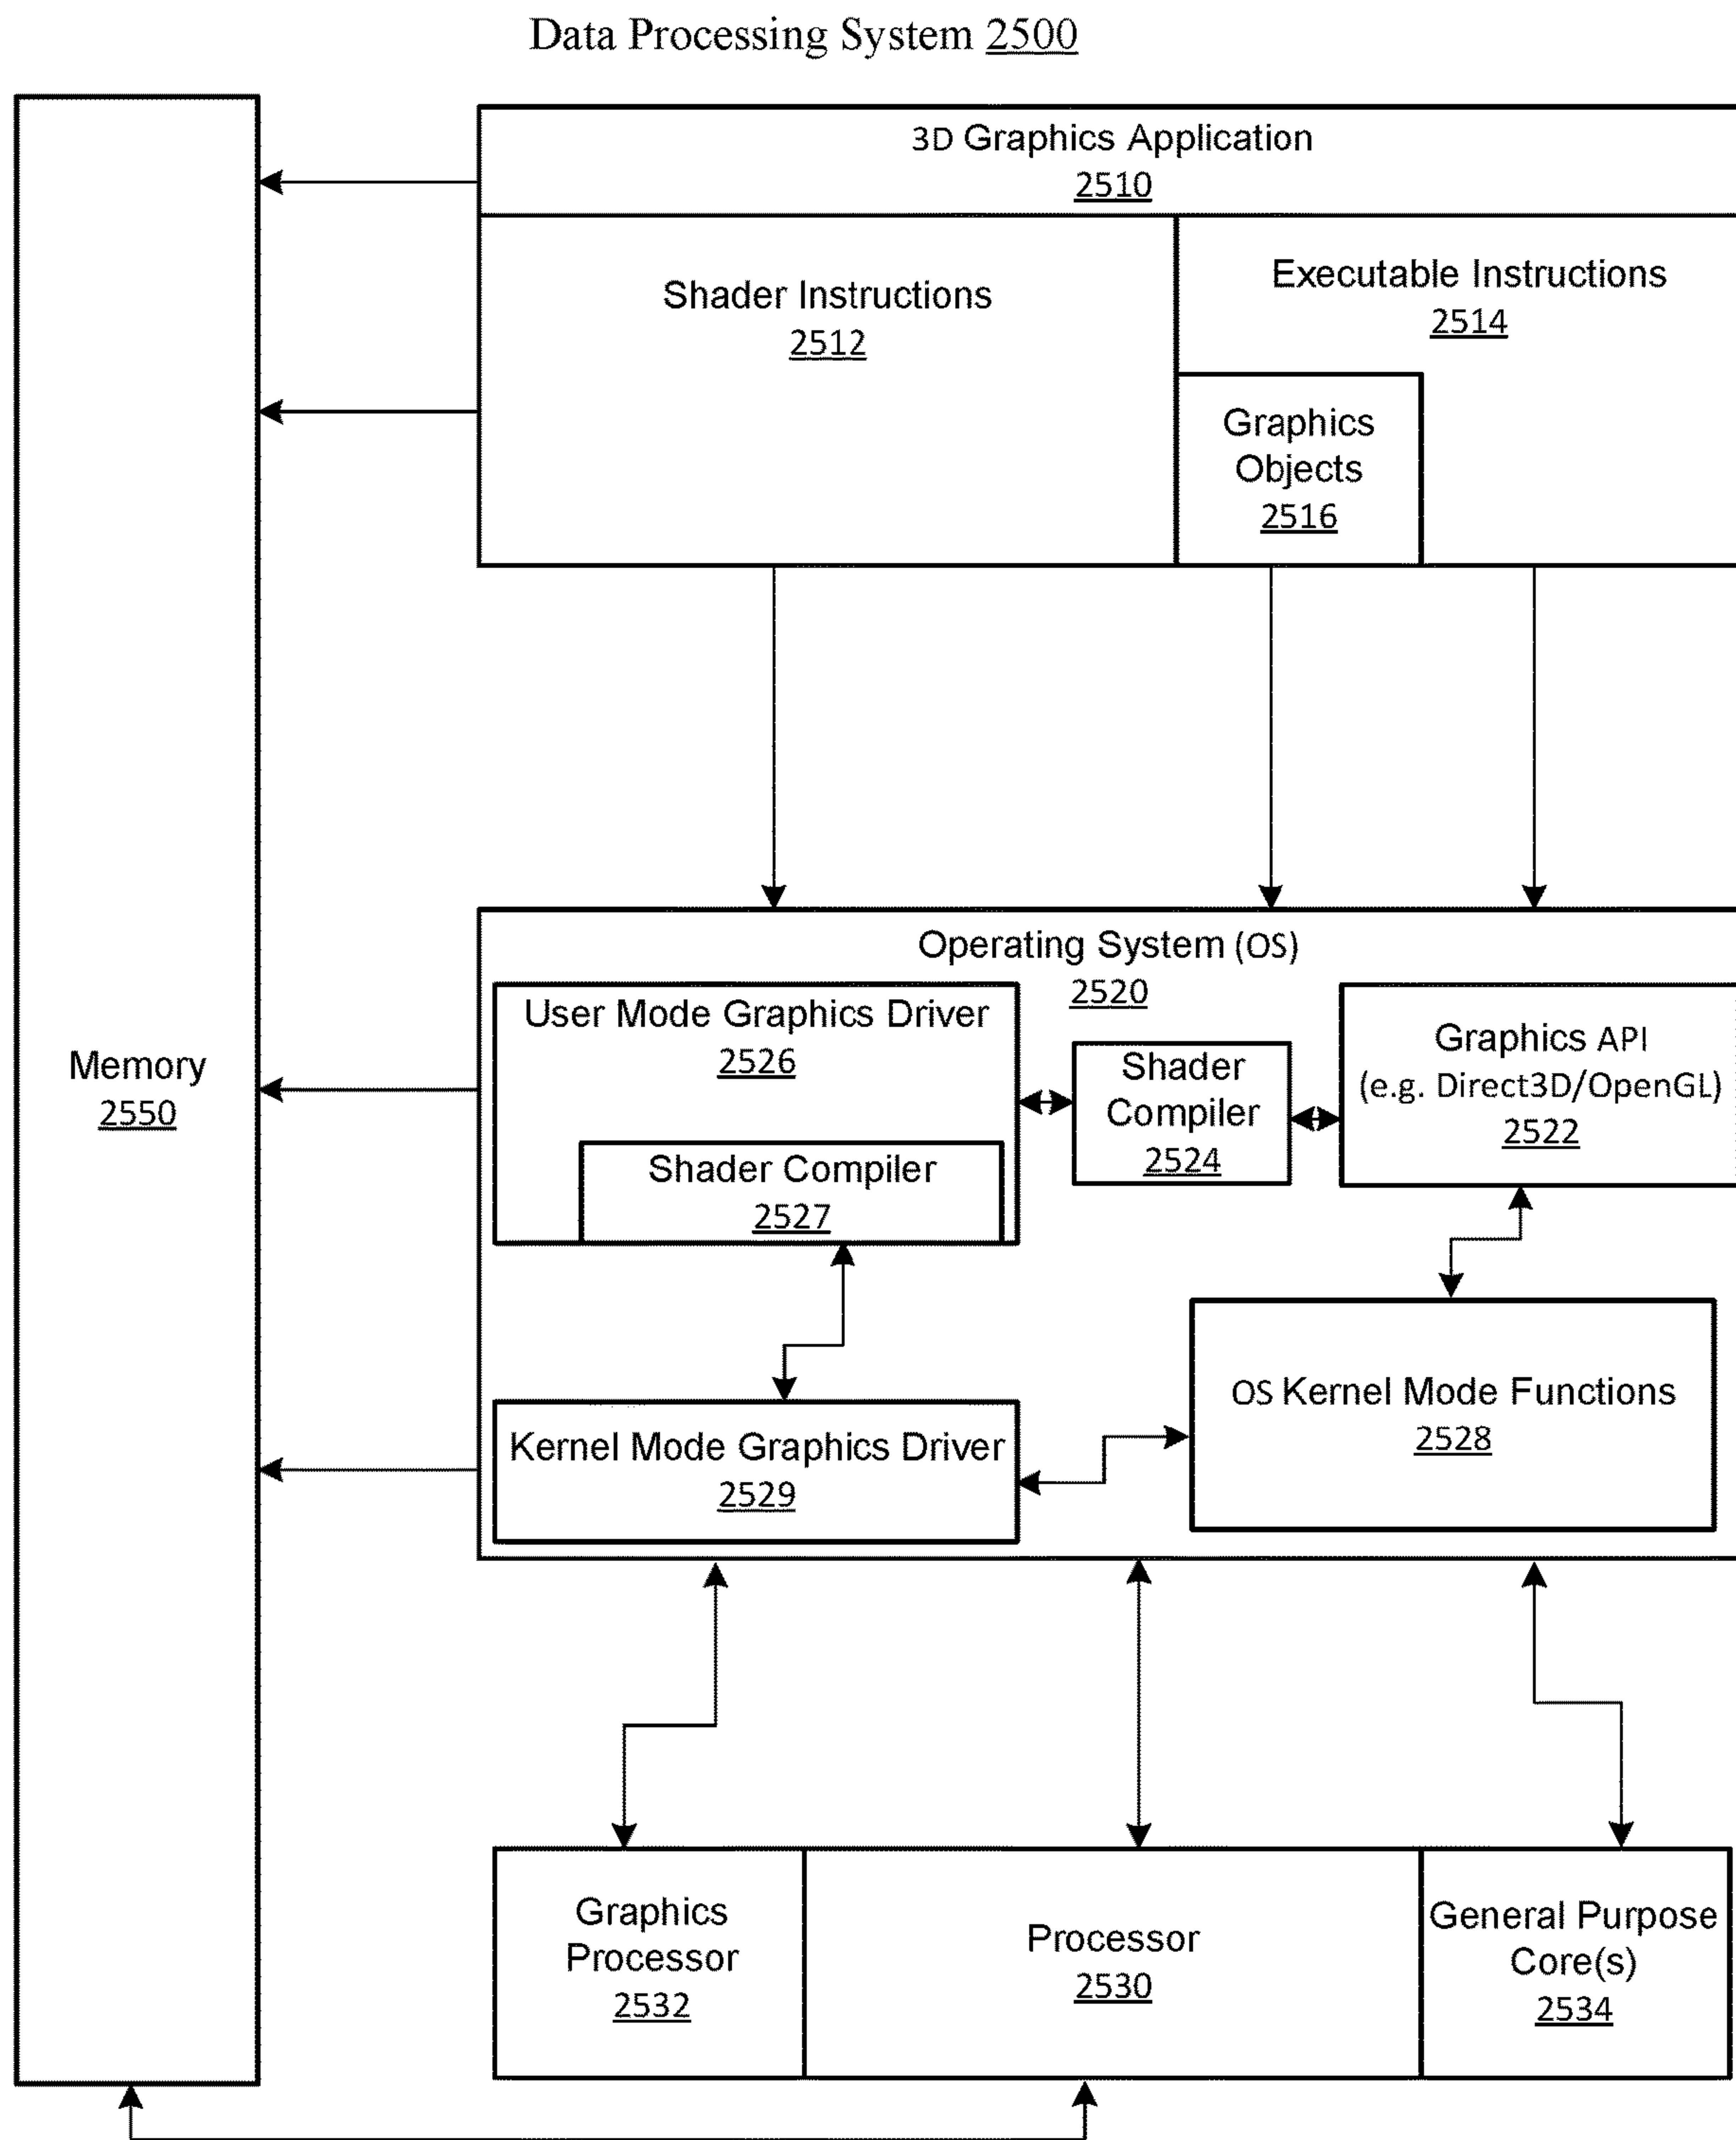 Data Processing System 2500
3D Graphics Application
2510
Shader Instructions
2512
Executable Instructions
2514
Graphics
Objects
2516
Memory
2550
Operating System (OS)
2520
User Mode Graphics Driver
2526
Shader Compiler
2527
Shader
Compiler
2524
Graphics API
(e.g. Direct3D/OpenGL)
2522
Kernel Mode Graphics Driver
2529
OS Kernel Mode Functions
2528
Graphics
Processor
2532
Processor
2530
General Purpose
Core(s)
2534